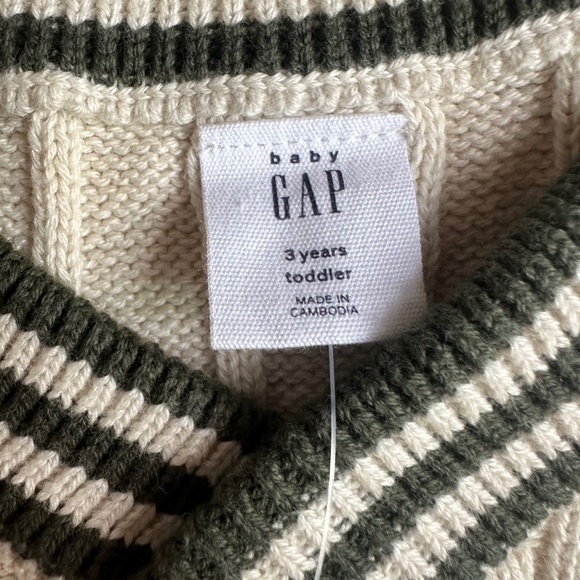 baby
GAP
3 years
toddler
MADE IN
CAMBODIA